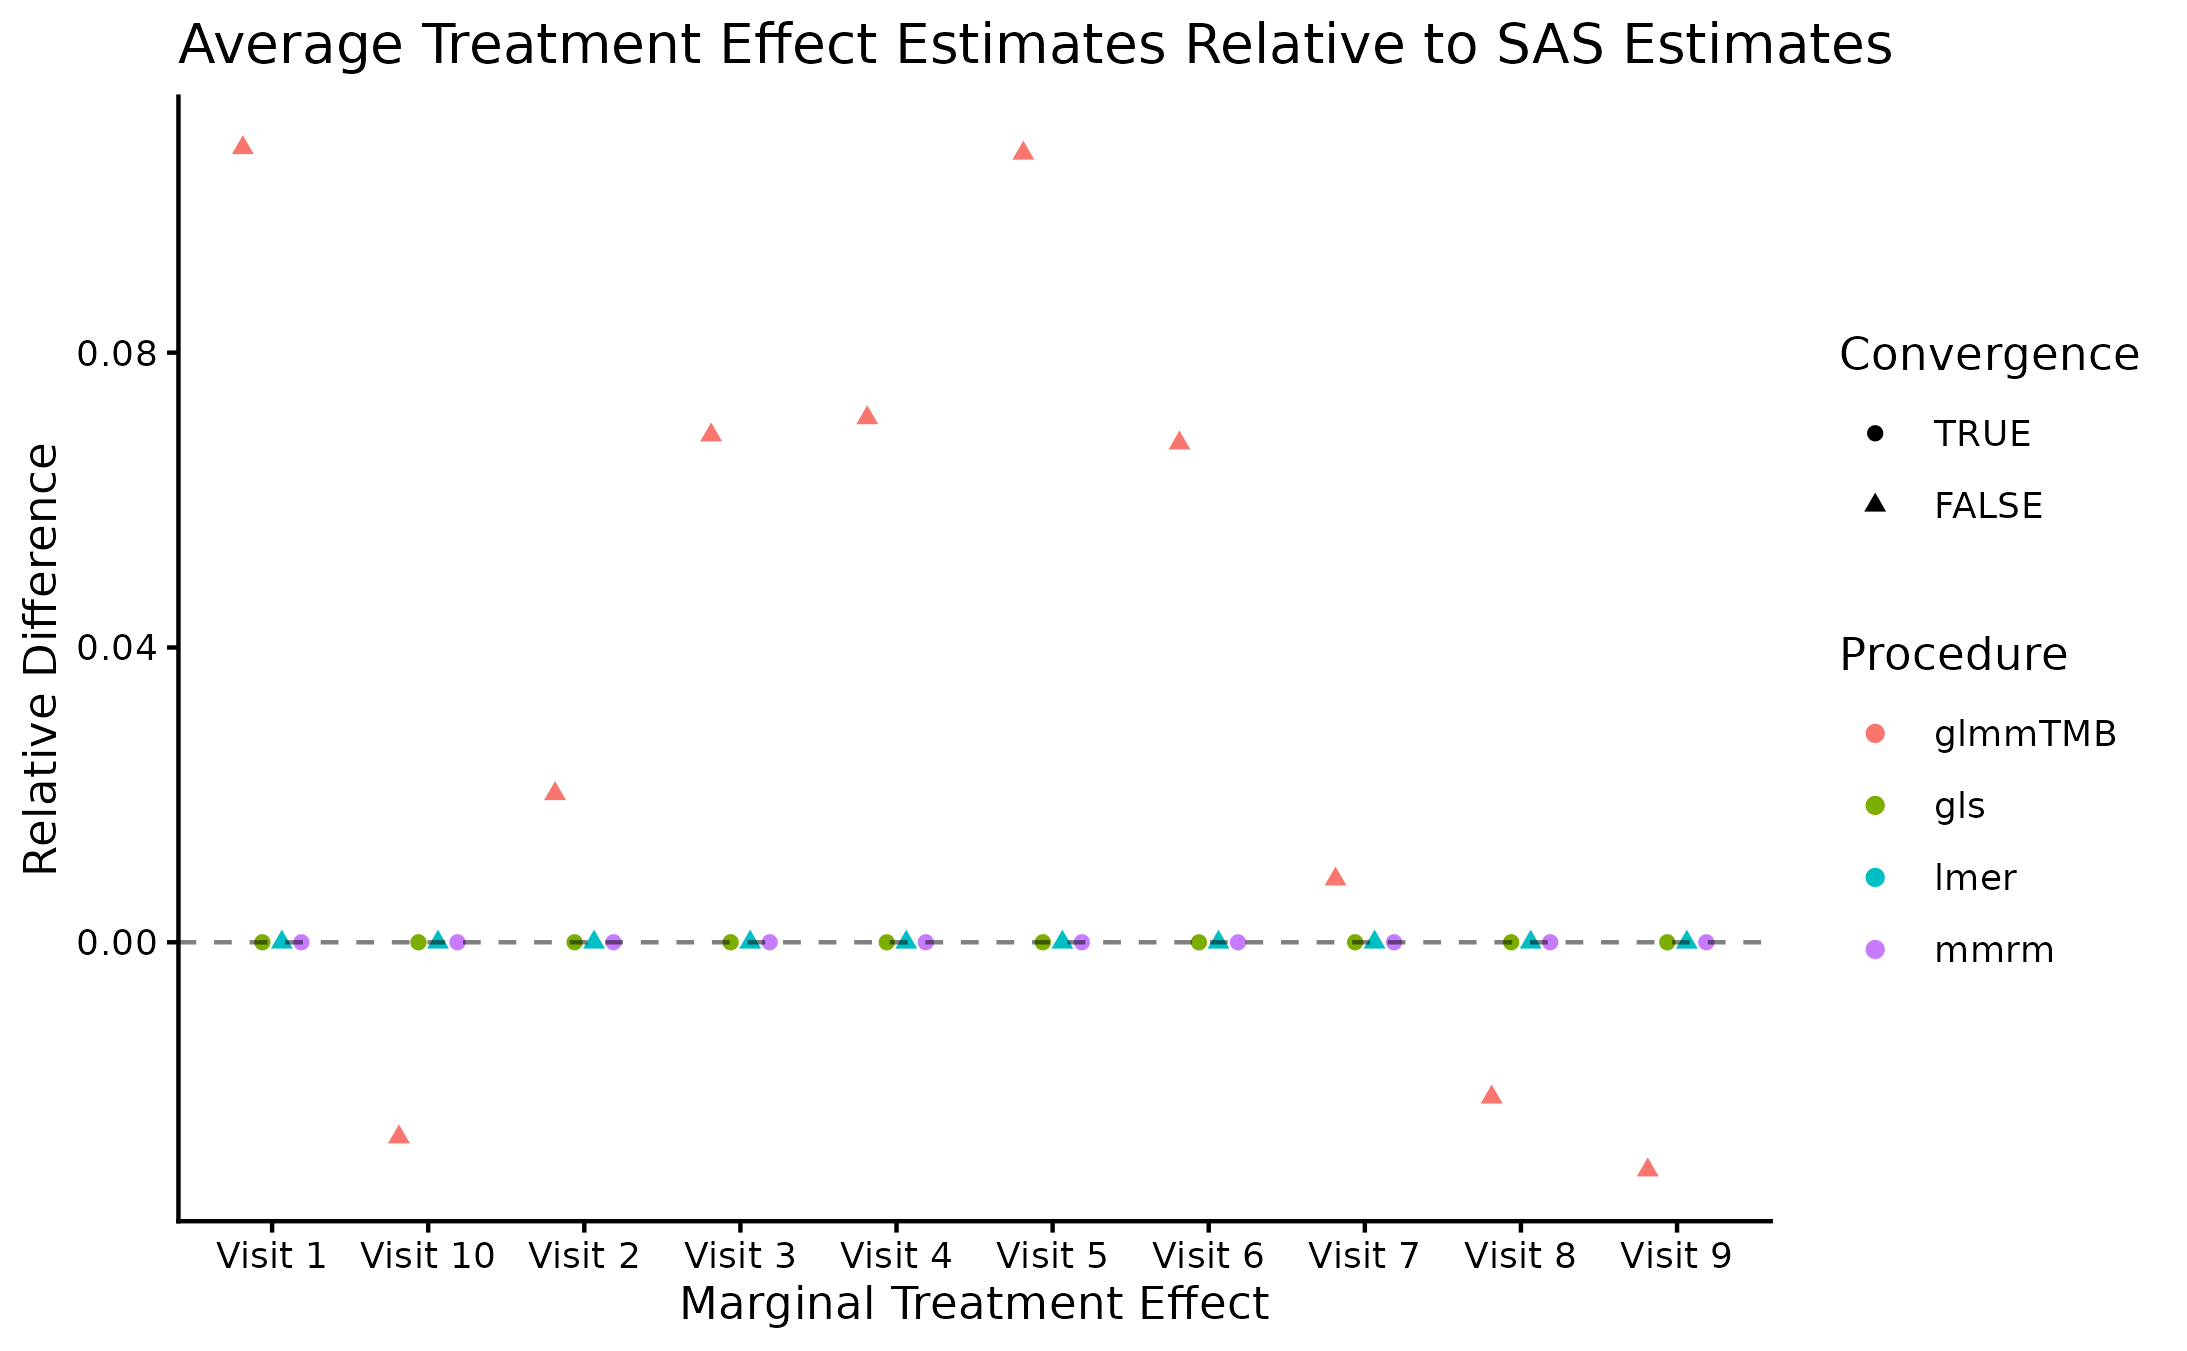 Average Treatment Effect Estimates Relative to SAS Estimates
Relative Difference
0.08
0.04
0.00
Visit 1 Visit 10 Visit 2 Visit 3 Visit 4 Visit 5 Visit 6 Visit 7 Visit 8 Visit 9
Marginal Treatment Effect
Convergence
TRUE
FALSE
Procedure
glmmTMB
gls
lmer
mmrm